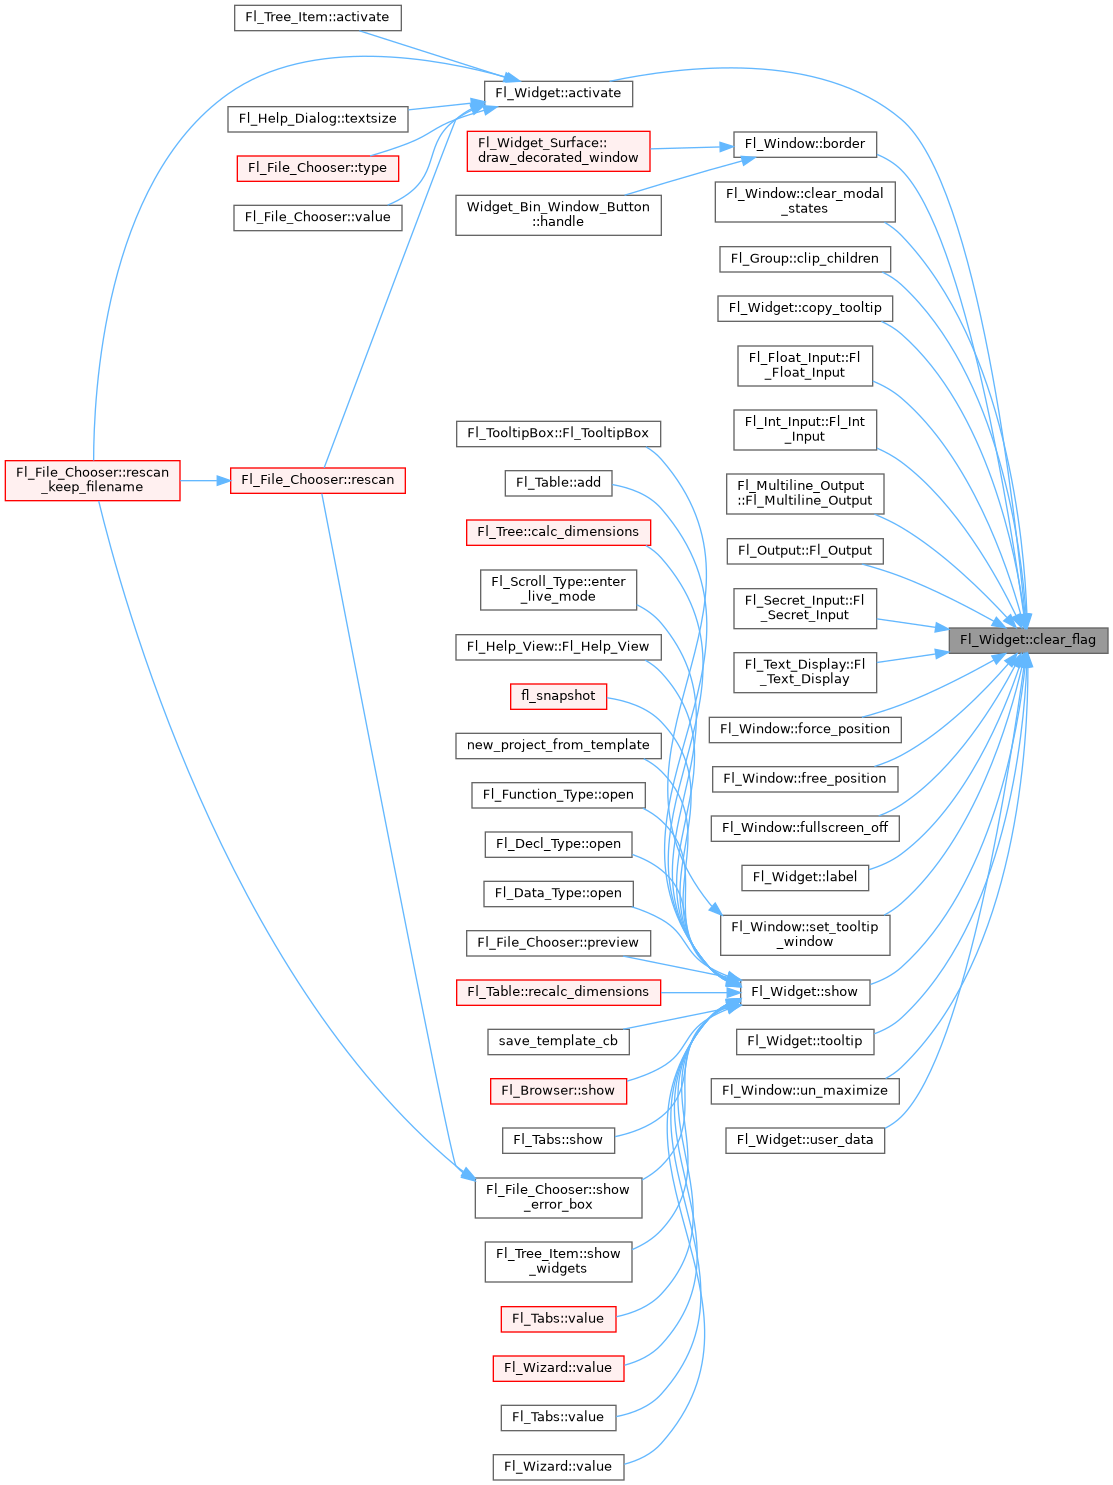 Fl_Tree_Item::activate
Fl_Widget::activate
Fl_Help_Dialog::textsize
Fl_File_Chooser::type
Fl_File_Chooser::value
Fl_Widget_Surface::
draw_decorated_window
Widget_Bin_Window_Button
::handle
Fl_Window::border
Fl_Window::clear_modal
_states
Fl_Group::clip_children
Fl_Widget::copy_tooltip
Fl_Float_Input::Fl
_Float_Input
Fl_Int_Input::Fl_Int
_Input
Fl_Multiline_Output
::Fl_Multiline_Output
Fl_Output::Fl_Output
Fl_Secret_Input::Fl
_Secret_Input
Fl_Text_Display::Fl
_Text_Display
Fl_Window::force_position
Fl_Window::free_position
Fl_Window::fullscreen_off
Fl_Widget::label
Fl_Window::set_tooltip
_window
Fl_Widget::show
Fl_Widget::tooltip
Fl_Window::un_maximize
Fl_Widget::user_data
Fl_Widget::clear_flag
Fl_File_Chooser::rescan
_keep_filename
Fl_File_Chooser::rescan
Fl_TooltipBox::Fl_TooltipBox
Fl_Table::add
Fl_Tree::calc_dimensions
Fl_Scroll_Type::enter
_live_mode
Fl_Help_View::Fl_Help_View
fl_snapshot
new_project_from_template
Fl_Function_Type::open
Fl_Decl_Type::open
Fl_Data_Type::open
Fl_File_Chooser::preview
Fl_Table::recalc_dimensions
save_template_cb
Fl_Browser::show
Fl_Tabs::show
Fl_File_Chooser::show
_error_box
Fl_Tree_Item::show
_widgets
Fl_Tabs::value
Fl_Wizard::value
Fl_Tabs::value
Fl_Wizard::value